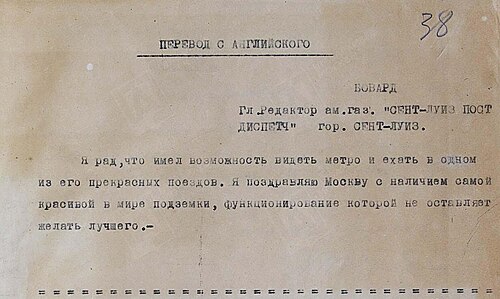 38
ПЕРЕВОД С АНГЛИЙСКОГО
БОВАРД
Гл.Редактор ам.газ. "СЕНТ-ЛУИЗ ПОСТ
ДИСПЕТЧ" гор. СЕНТ-ЛУИЗ.
Я рад,что имел возможность видеть метро и ехать в одном
из его прекрасных поездов. Я поздравляю Москву с наличием самой
красивой в мире подземки, функционирование которой не оставляет
желать лучшего.-